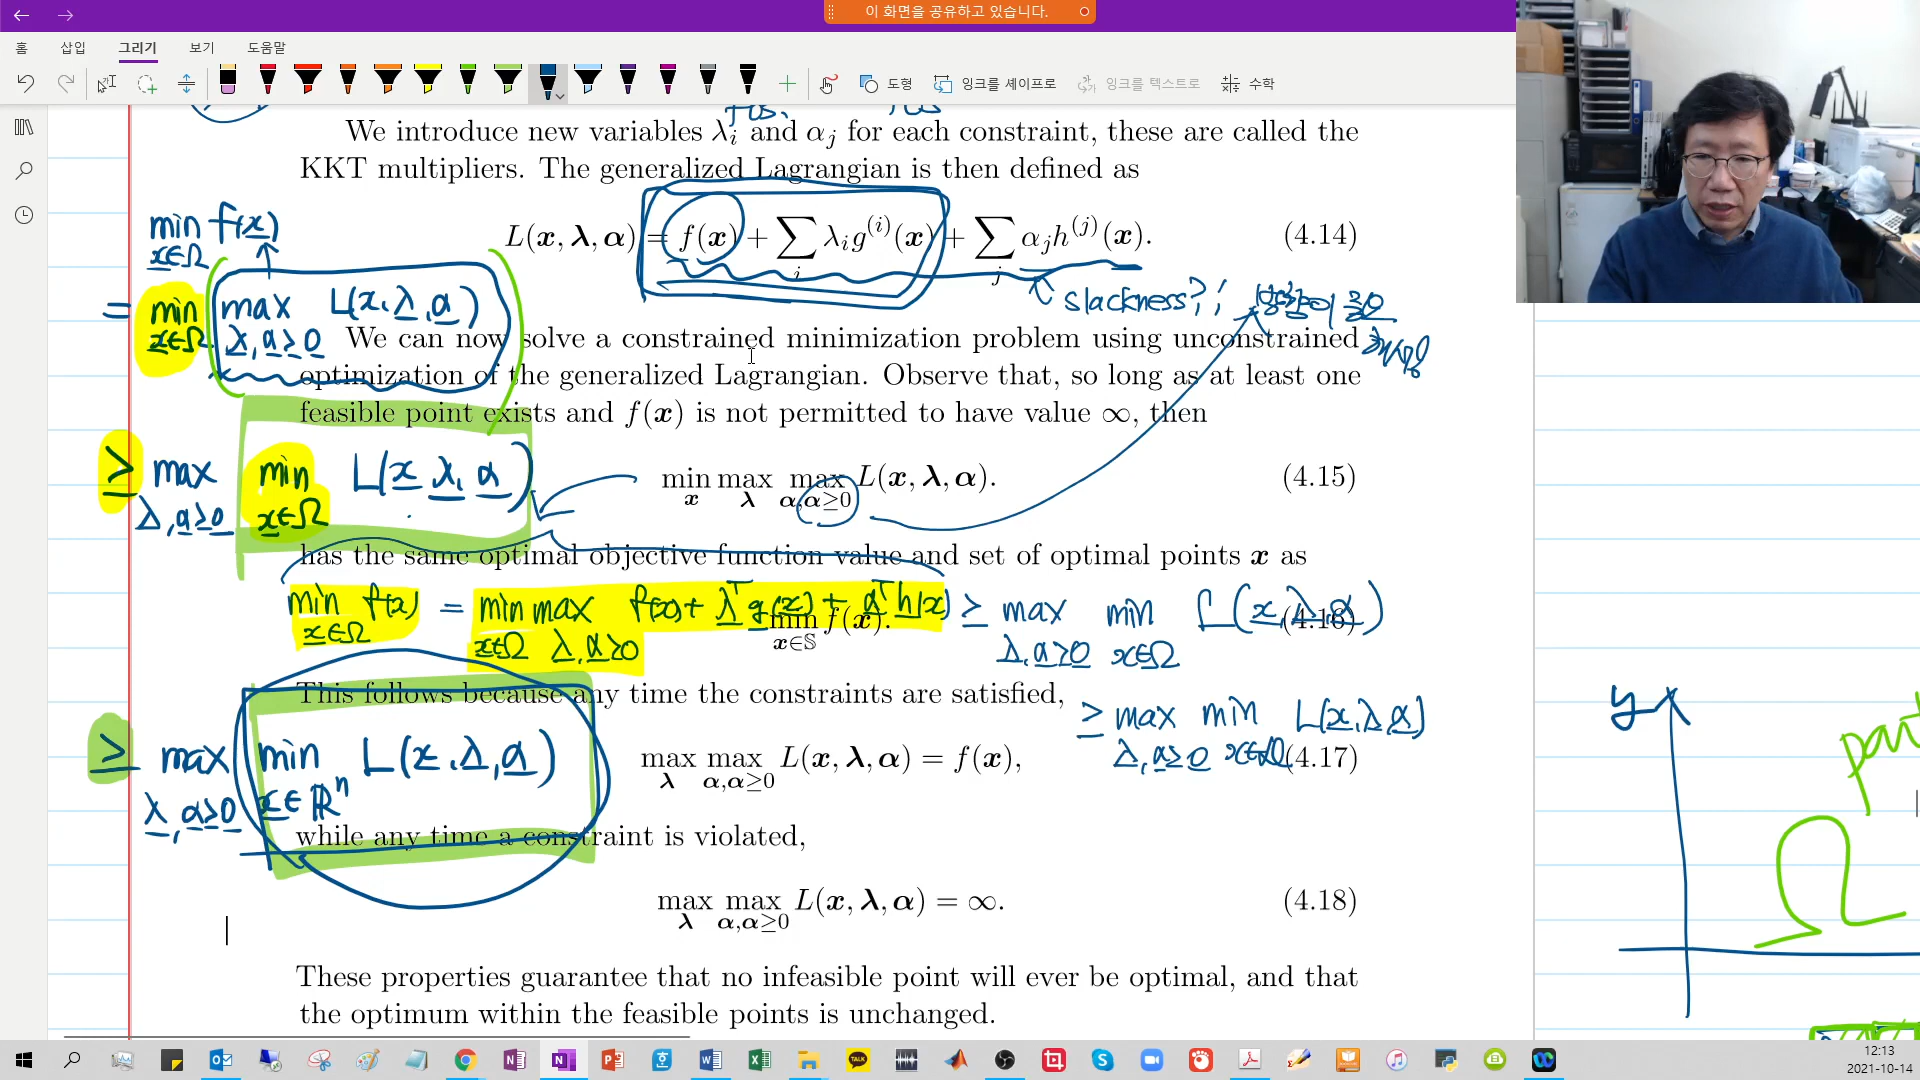 이 화면을 공유하고 있습니다.
홈 삽입 그리기 보기 도움말
도형 잉크를 셰이프로 잉크를 텍스트로 수학
We introduce new variables λᵢ and αⱼ for each constraint, these are called the
KKT multipliers. The generalized Lagrangian is then defined as
min f(x)
x∈Ω
L(x, λ, α) = f(x) + ∑ᵢ λᵢg⁽ⁱ⁾(x) + ∑ⱼ αⱼh⁽ʲ⁾(x). (4.14)
slackness?;
= min max L(x, λ, α)
x∈Ω λ, α≥0
We can now solve a constrained minimization problem using unconstrained
optimization of the generalized Lagrangian. Observe that, so long as at least one
feasible point exists and f(x) is not permitted to have value ∞, then
≥ max min L(x, λ, α)
λ, α≥0 x∈Ω
min max max L(x, λ, α). (4.15)
x λ α,α≥0
has the same optimal objective function value and set of optimal points x as
min f(x) = min max f(x) + λᵀg(x) + αᵀh(x) ≥ max min L(x, λ, α)
x∈Ω x∈Ω λ, α≥0 λ, α≥0 x∈Ω
min f(x). (4.16)
x∈𝕊
This follows because any time the constraints are satisfied,
≥ max min L(x, λ, α)
λ, α≥0
≥ max min L(x, λ, α)
λ, α≥0 x∈ℝⁿ
max max L(x, λ, α) = f(x), (4.17)
λ α,α≥0
while any time a constraint is violated,
max max L(x, λ, α) = ∞. (4.18)
λ α,α≥0
These properties guarantee that no infeasible point will ever be optimal, and that
the optimum within the feasible points is unchanged.
y
Ω
12:13
2021-10-14